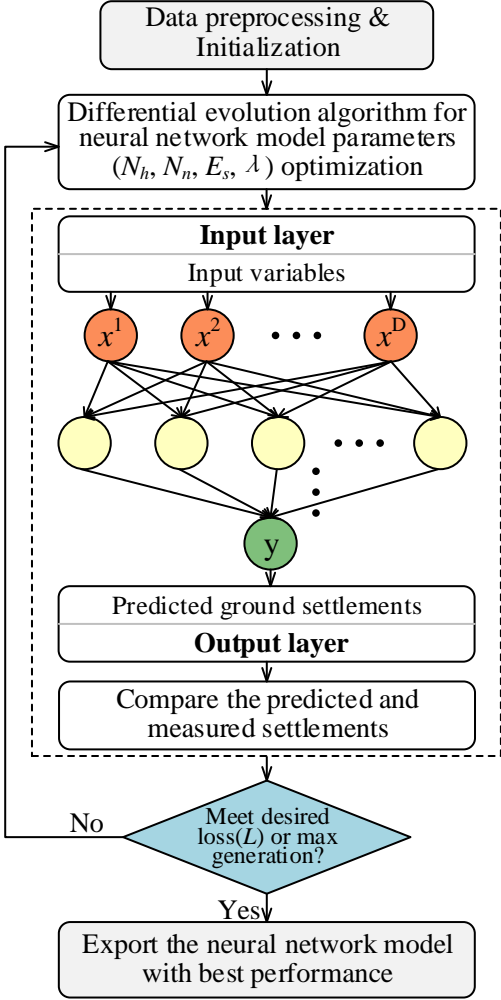 Data preprocessing &
Initialization
Differential evolution algorithm for
neural network model parameters
(Nh, Nn, Es, λ) optimization
Input layer
Input variables
x1 x2 ··· xD
···
y
Predicted ground settlements
Output layer
Compare the predicted and
measured settlements
Meet desired
loss(L) or max
generation?
No
Yes
Export the neural network model
with best performance